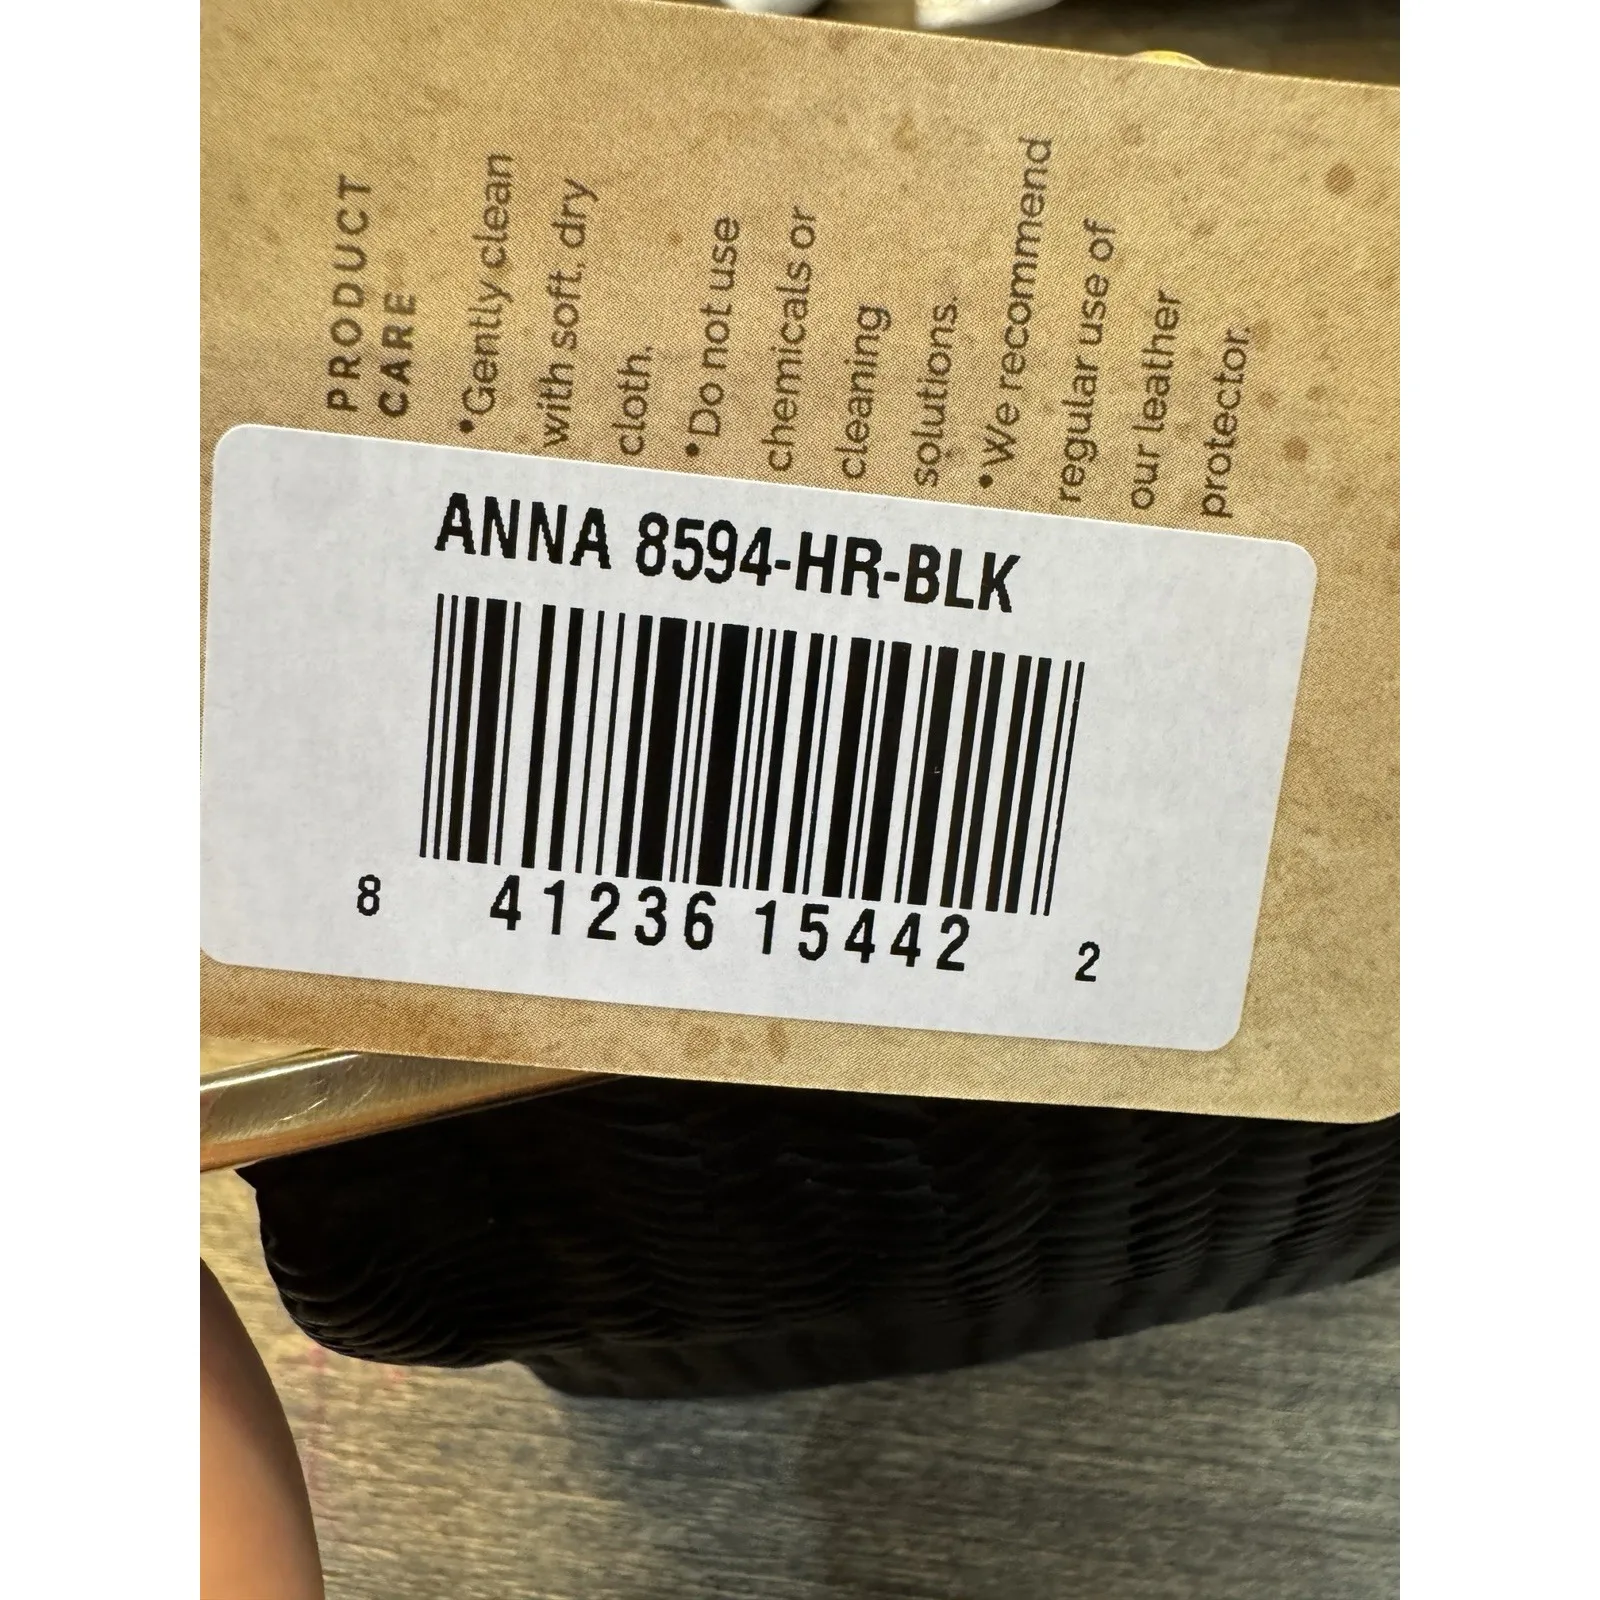 PRODUCT
CARE
•Gently clean
with soft, dry
cloth.
•Do not use
chemicals or
cleaning
solutions.
•We recommend
regular use of
our leather
protector.
ANNA 8594-HR-BLK
8 41236 15442 2